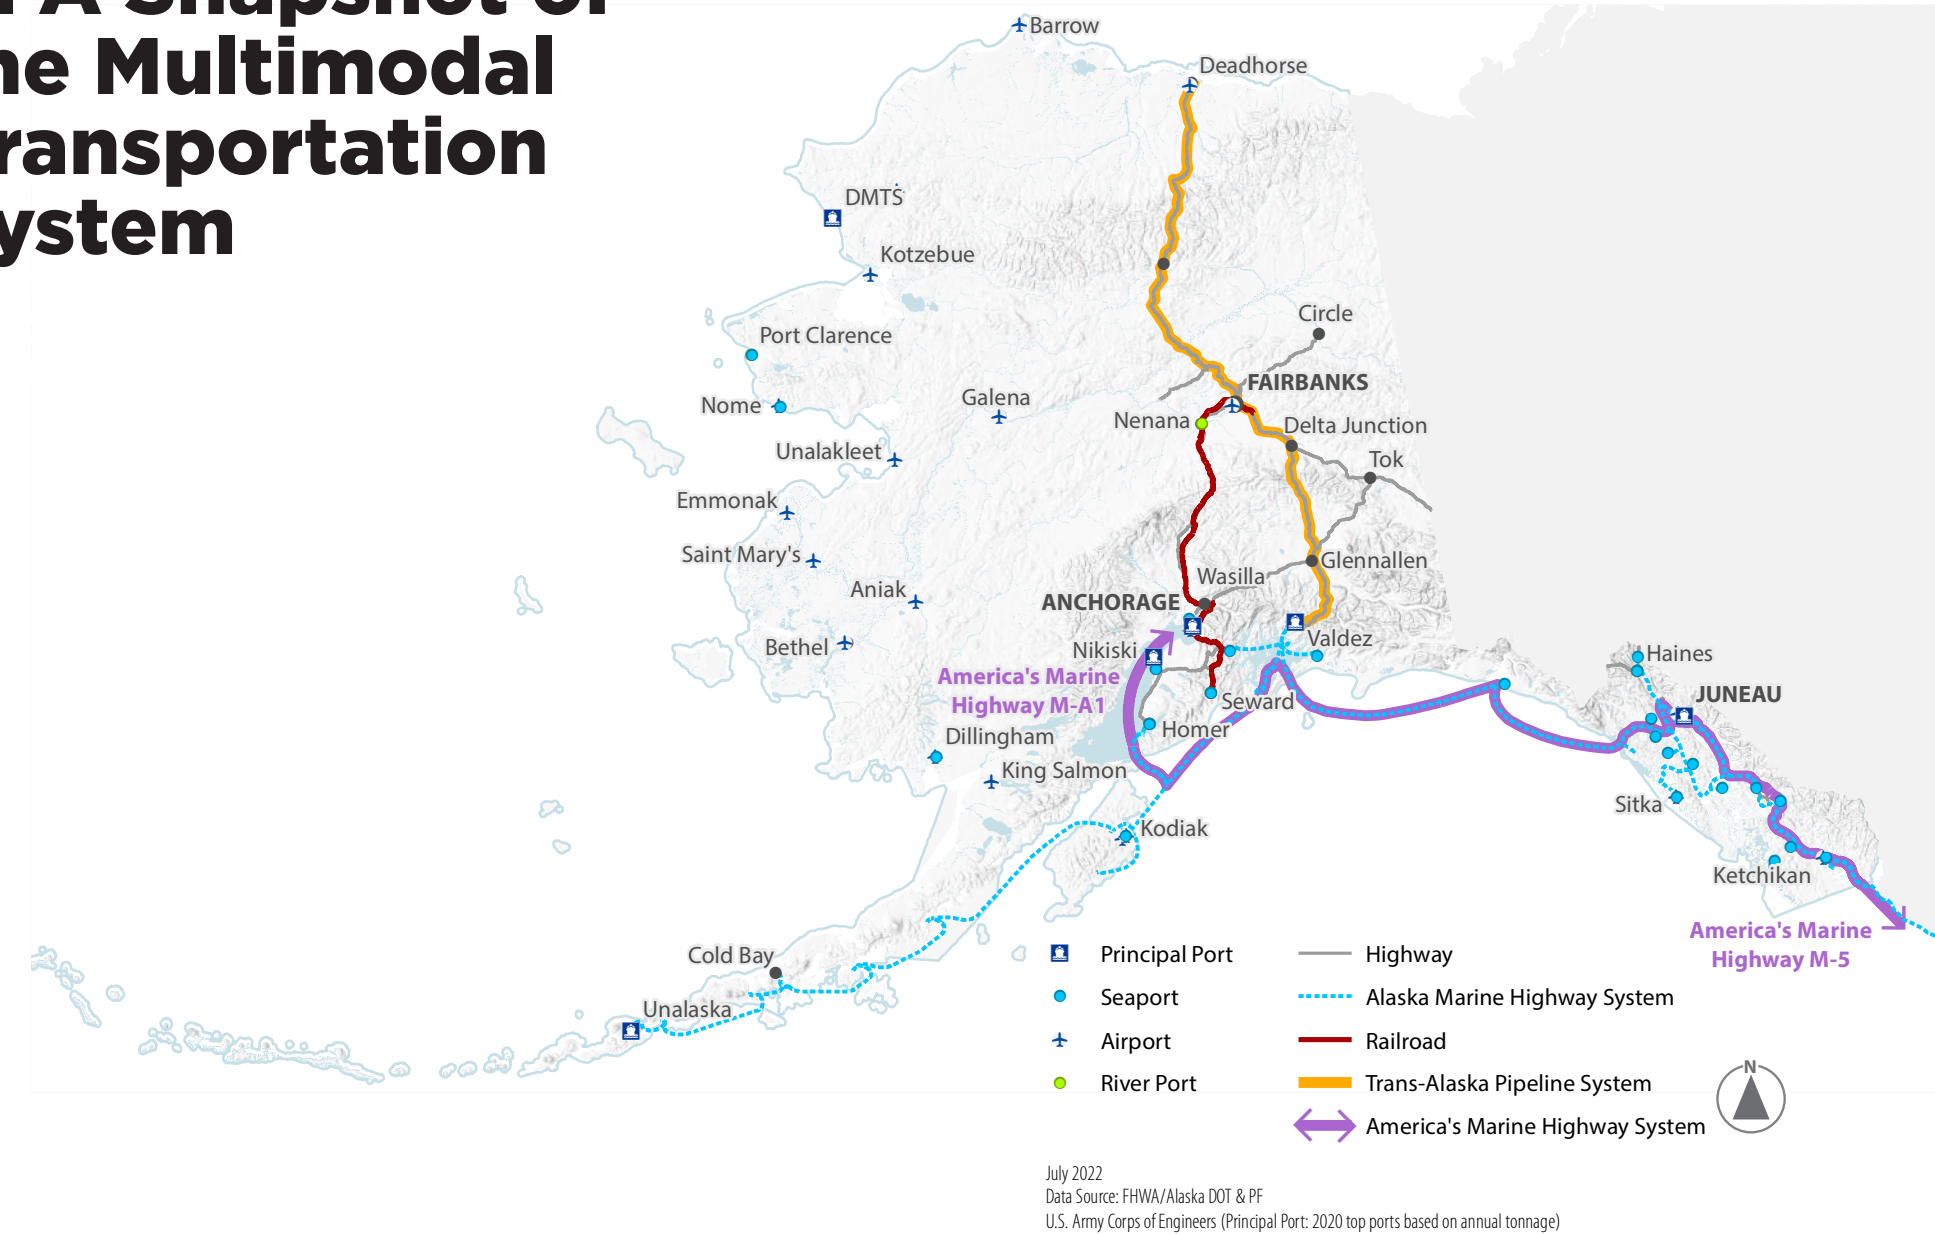 A Snapshot of
he Multimodal
ransportation
ystem
Barrow
Deadhorse
DMTS
Kotzebue
Circle
Port Clarence
FAIRBANKS
Galena
Nome
Nenana
Delta Junction
Unalakleet
Tok
Emmonak
Saint Mary's
Glennallen
Wasilla
Aniak
ANCHORAGE
Valdez
Bethel
Nikiski
Haines
America's Marine
Highway M-A1
JUNEAU
Seward
Homer
Dillingham
King Salmon
Sitka
Kodiak
Ketchikan
America's Marine
Highway M-5
Cold Bay
Unalaska
Principal Port
Seaport
Airport
River Port
Highway
Alaska Marine Highway System
Railroad
Trans-Alaska Pipeline System
America's Marine Highway System
N
July 2022
Data Source: FHWA/Alaska DOT & PF
U.S. Army Corps of Engineers (Principal Port: 2020 top ports based on annual tonnage)